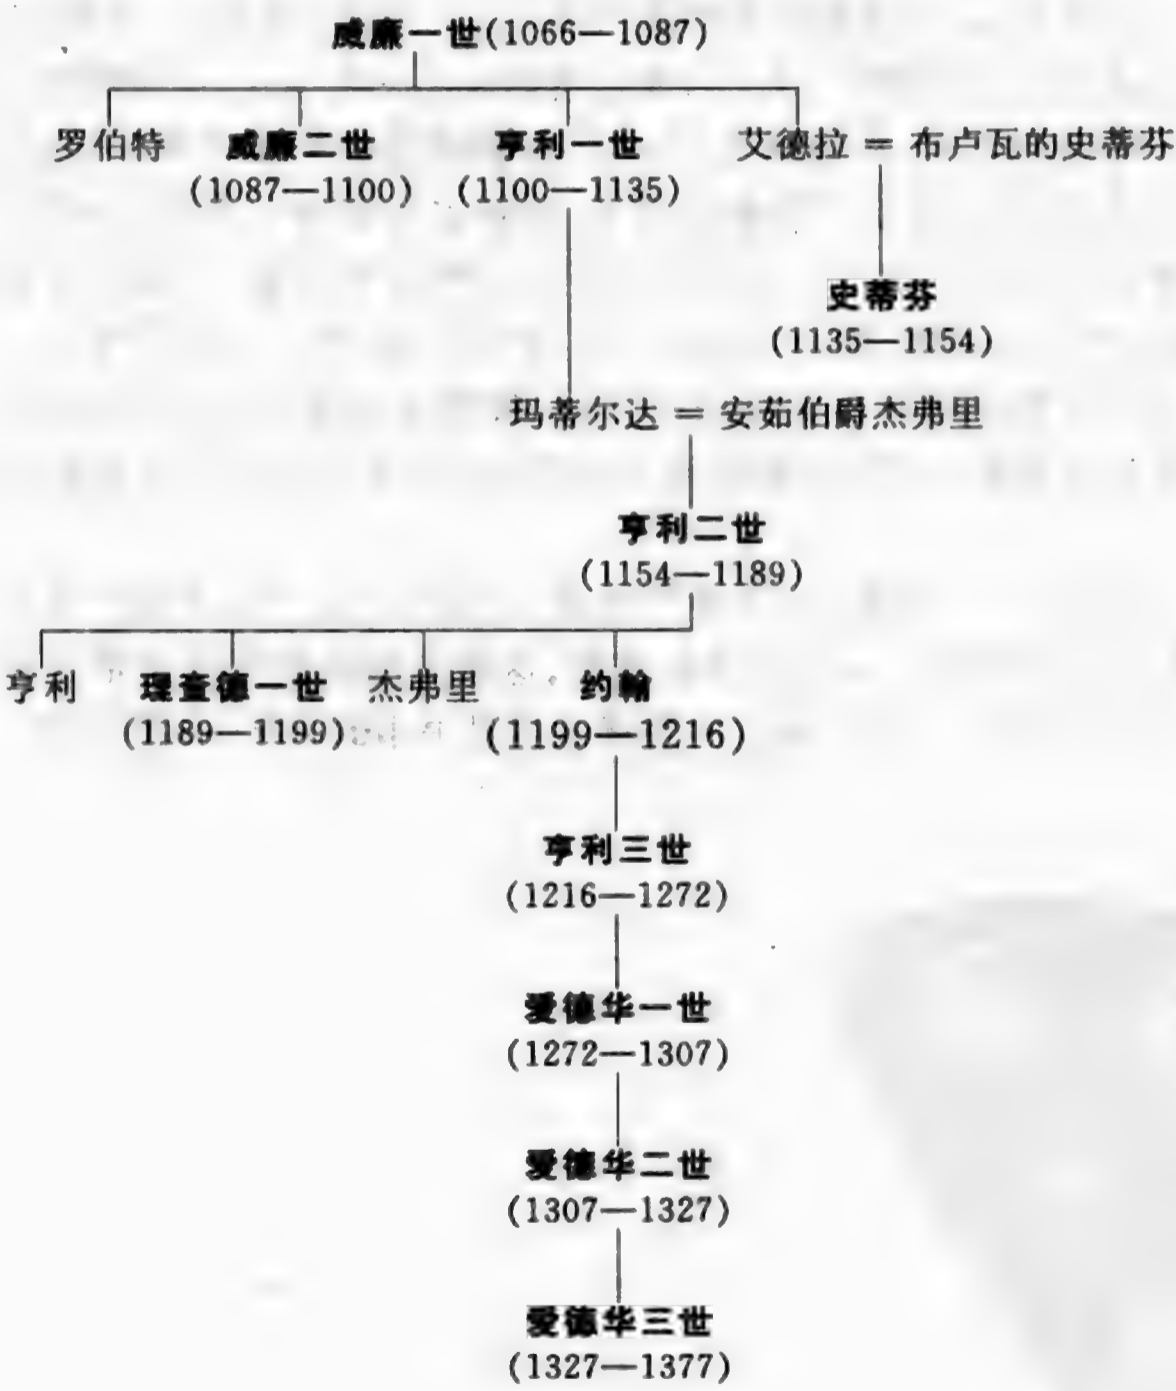 威廉一世(1066—1087)
罗伯特 威廉二世 亨利一世 艾德拉 = 布卢瓦的史蒂芬
(1087—1100) (1100—1135)
史蒂芬
(1135—1154)
玛蒂尔达 = 安茹伯爵杰弗里
亨利二世
(1154—1189)
亨利 理查德一世 杰弗里 约翰
(1189—1199) (1199—1216)
亨利三世
(1216—1272)
爱德华一世
(1272—1307)
爱德华二世
(1307—1327)
爱德华三世
(1327—1377)